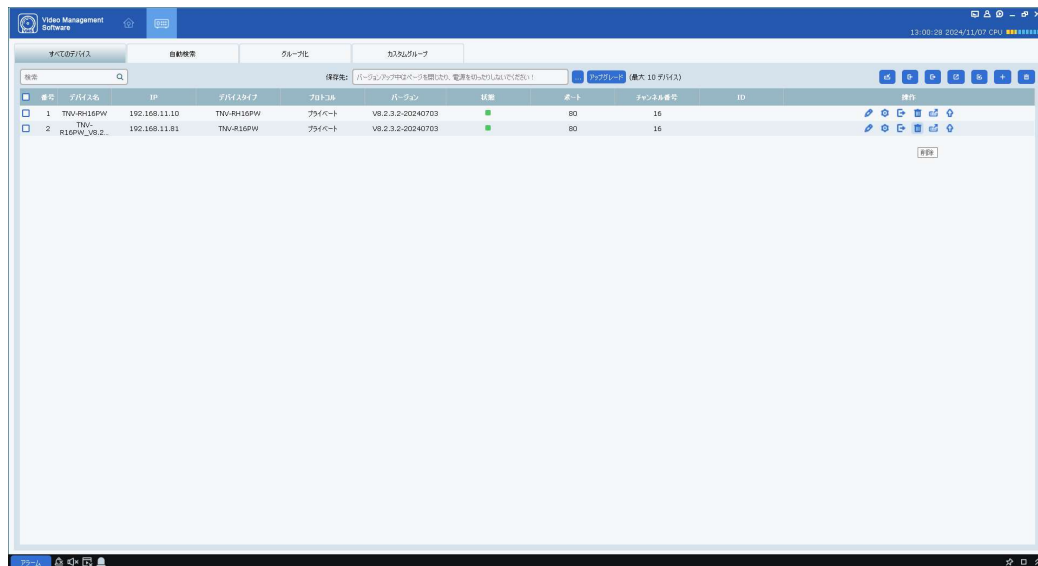 Video Management
Software
13:00:28 2024/11/07 CPU
すべてのデバイス 自動検索 グループ化 カスタムグループ
検索 保存先: バージョンアップ中はページを閉じたり、電源を切ったりしないでください! ... アップグレード (最大 10 デバイス)
番号 デバイス名 IP デバイスタイプ プロトコル バージョン 状態 ポート チャンネル番号 ID 操作
1 TNV-RH16PW 192.168.11.10 TNV-RH16PW プライベート V8.2.3.2-20240703 80 16
2 TNV-R16PW_V8.2... 192.168.11.81 TNV-R16PW プライベート V8.2.3.2-20240703 80 16
削除
アラーム